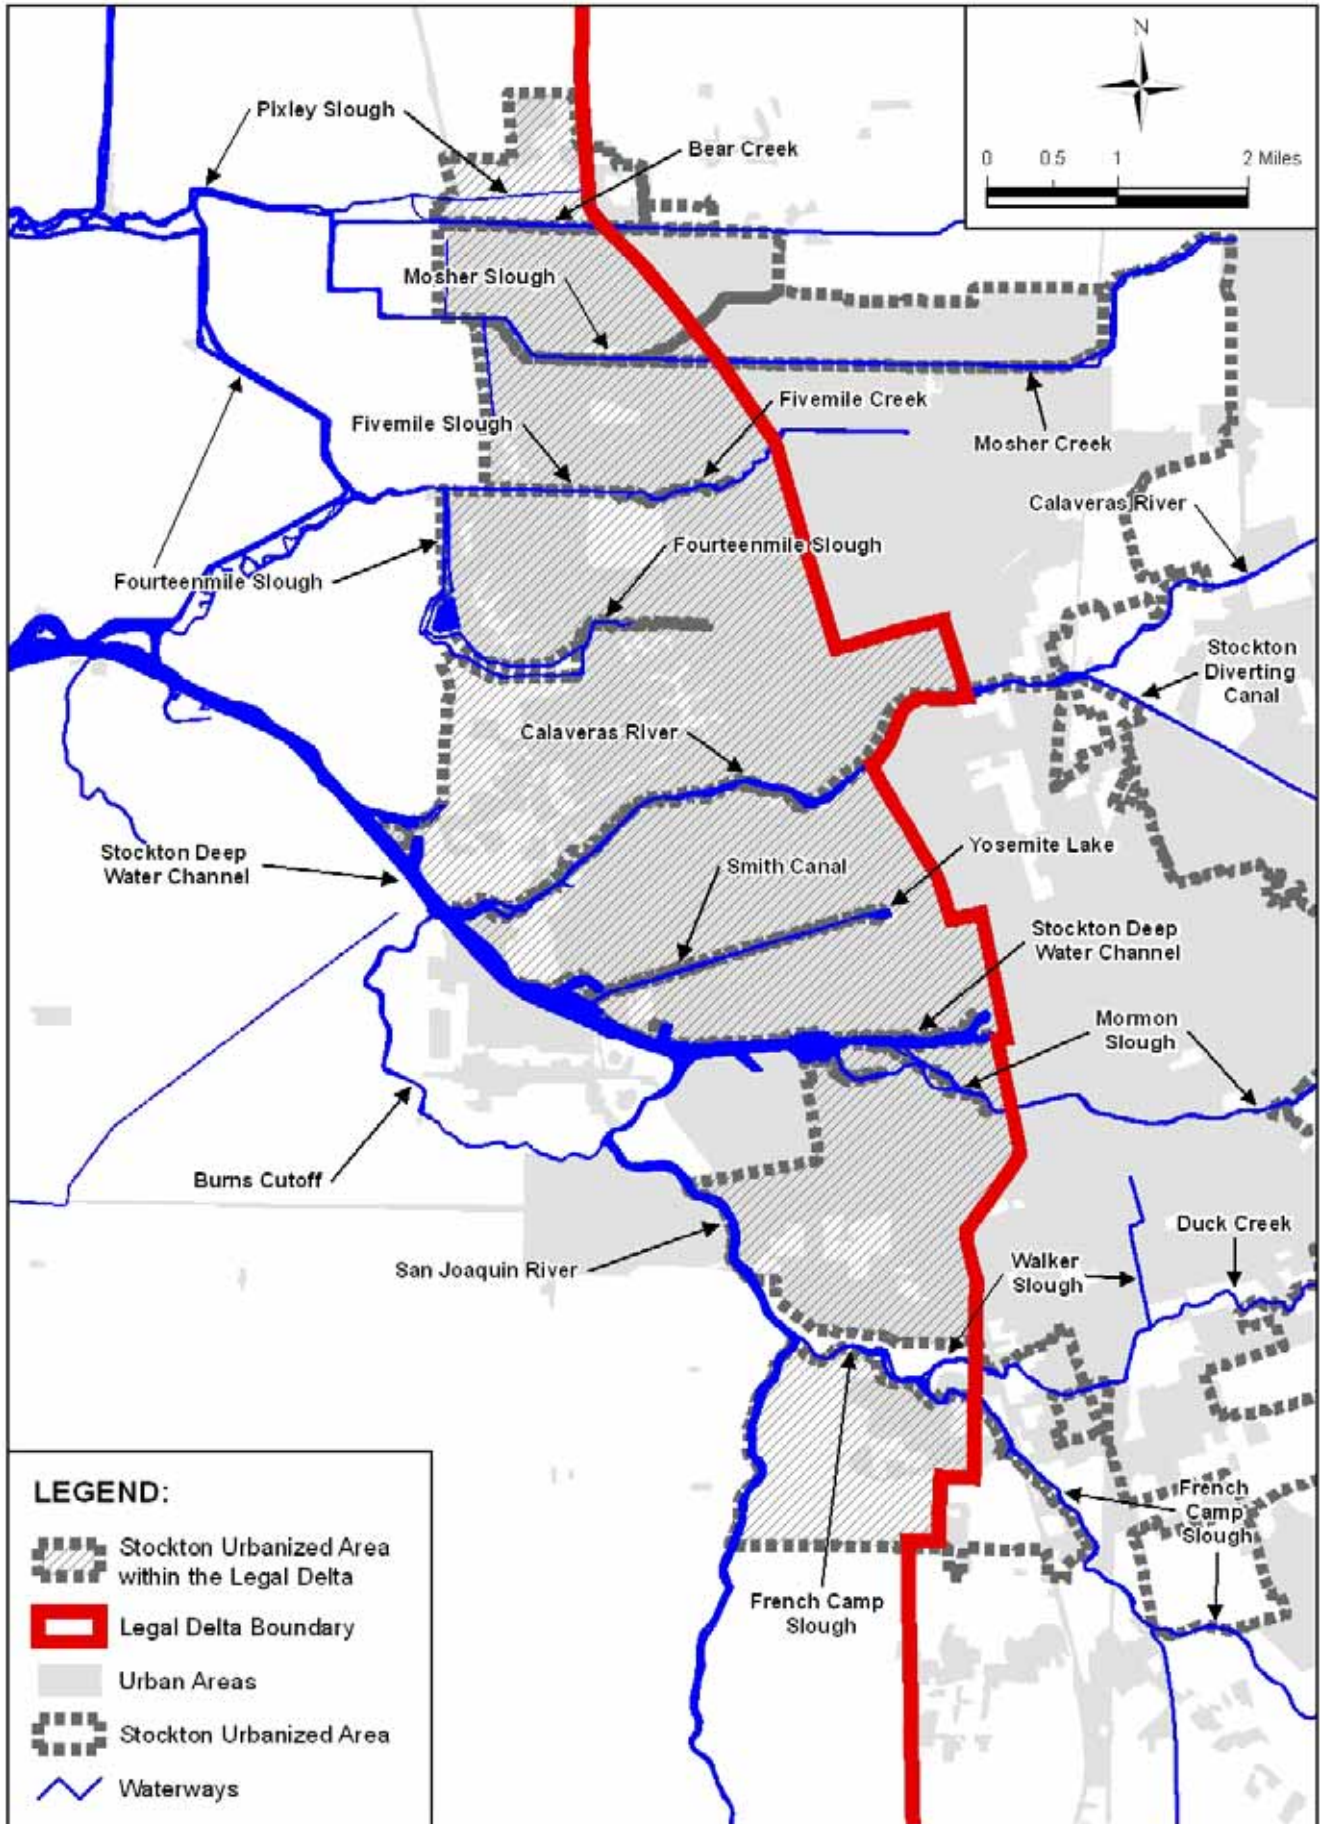 N
0 0.5 1 2 Miles
Pixley Slough
Bear Creek
Mosher Slough
Fivemile Creek
Fivemile Slough
Mosher Creek
Calaveras River
Fourteenmile Slough
Fourteenmile Slough
Stockton
Diverting
Canal
Calaveras River
Stockton Deep
Water Channel
Smith Canal
Yosemite Lake
Stockton Deep
Water Channel
Mormon
Slough
Burns Cutoff
San Joaquin River
Walker
Slough
Duck Creek
French
Camp
Slough
French Camp
Slough
LEGEND:
Stockton Urbanized Area
within the Legal Delta
Legal Delta Boundary
Urban Areas
Stockton Urbanized Area
Waterways